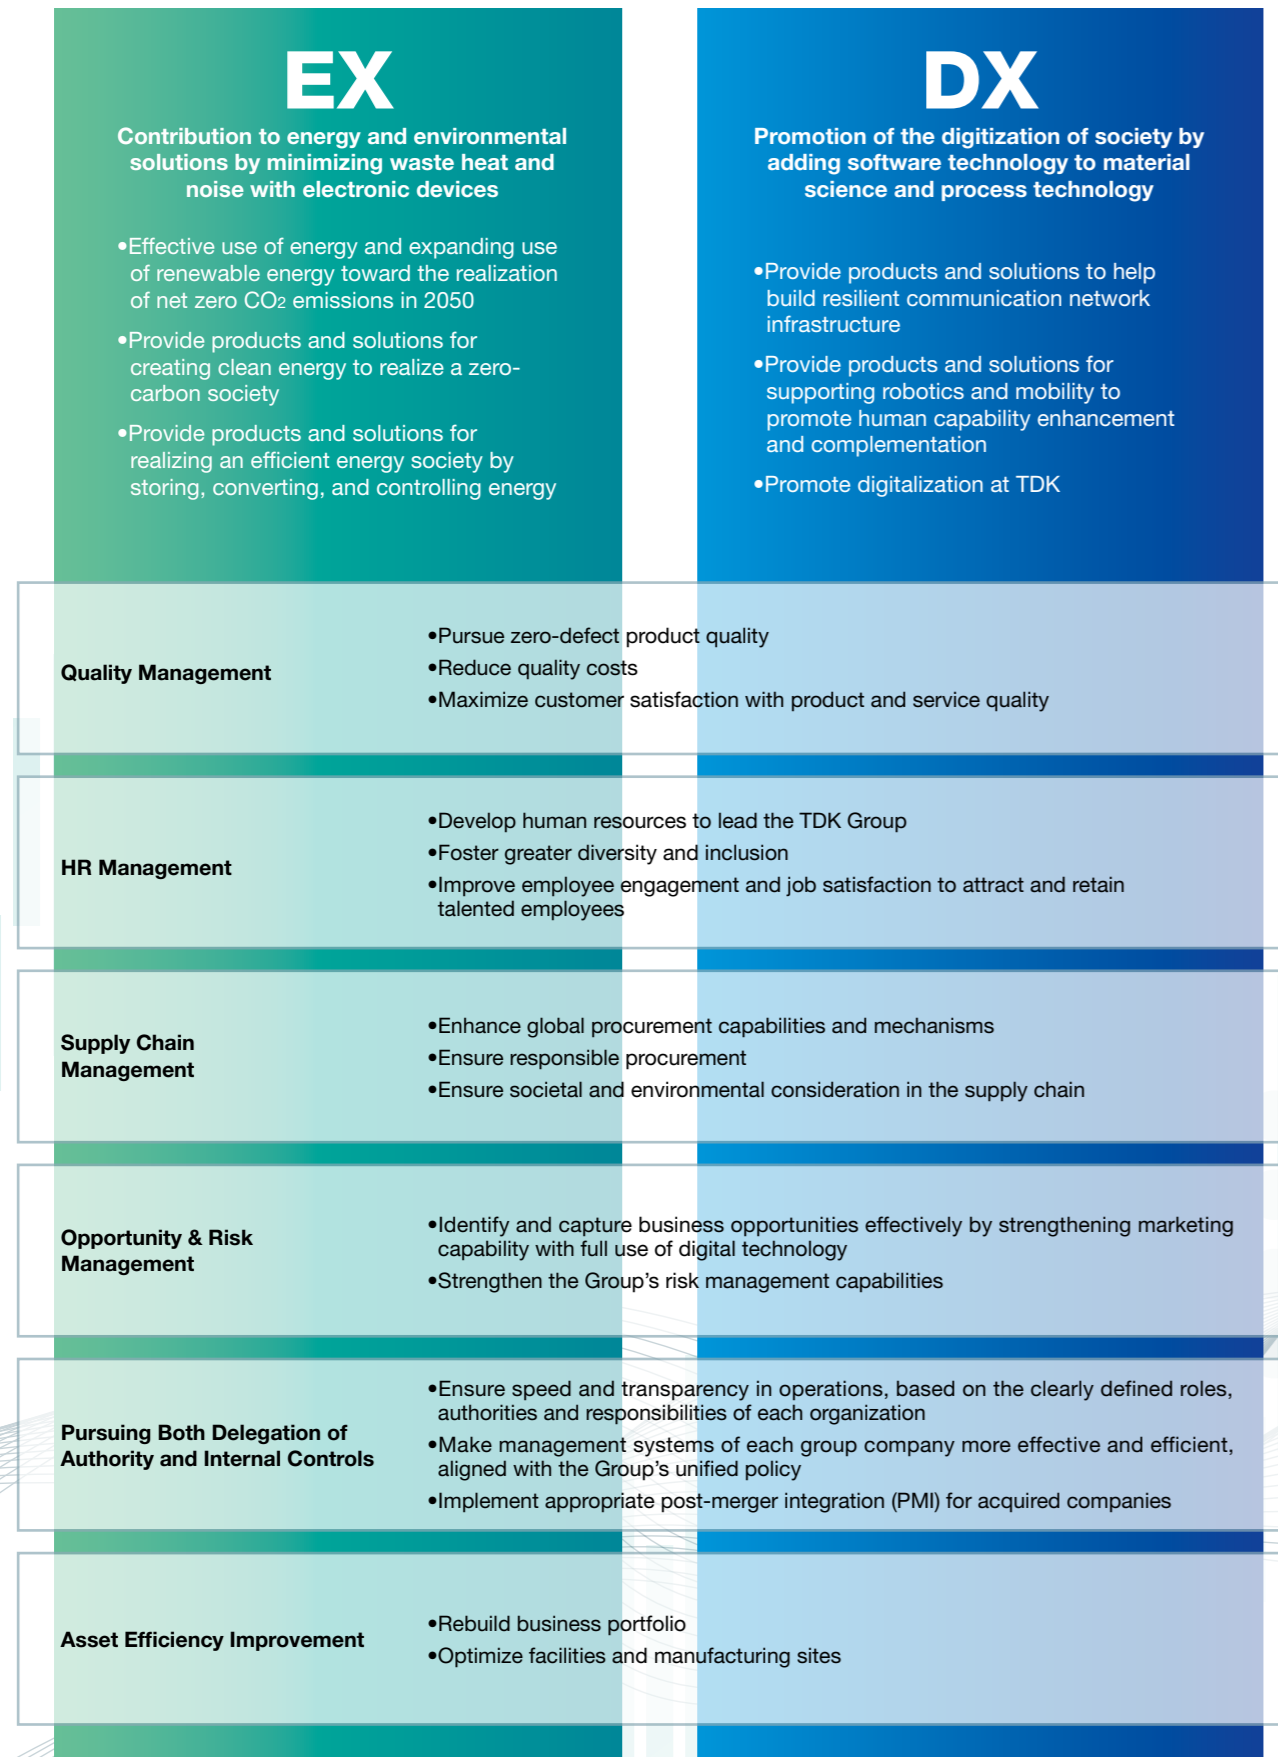 EX
Contribution to energy and environmental
solutions by minimizing waste heat and
noise with electronic devices
•Effective use of energy and expanding use
of renewable energy toward the realization
of net zero CO2 emissions in 2050
•Provide products and solutions for
creating clean energy to realize a zero-
carbon society
•Provide products and solutions for
realizing an efficient energy society by
storing, converting, and controlling energy
DX
Promotion of the digitization of society by
adding software technology to material
science and process technology
•Provide products and solutions to help
build resilient communication network
infrastructure
•Provide products and solutions for
supporting robotics and mobility to
promote human capability enhancement
and complementation
•Promote digitalization at TDK
Quality Management
•Pursue zero-defect product quality
•Reduce quality costs
•Maximize customer satisfaction with product and service quality
HR Management
•Develop human resources to lead the TDK Group
•Foster greater diversity and inclusion
•Improve employee engagement and job satisfaction to attract and retain
talented employees
Supply Chain
Management
•Enhance global procurement capabilities and mechanisms
•Ensure responsible procurement
•Ensure societal and environmental consideration in the supply chain
Opportunity & Risk
Management
•Identify and capture business opportunities effectively by strengthening marketing
capability with full use of digital technology
•Strengthen the Group’s risk management capabilities
Pursuing Both Delegation of
Authority and Internal Controls
•Ensure speed and transparency in operations, based on the clearly defined roles,
authorities and responsibilities of each organization
•Make management systems of each group company more effective and efficient,
aligned with the Group’s unified policy
•Implement appropriate post-merger integration (PMI) for acquired companies
Asset Efficiency Improvement
•Rebuild business portfolio
•Optimize facilities and manufacturing sites